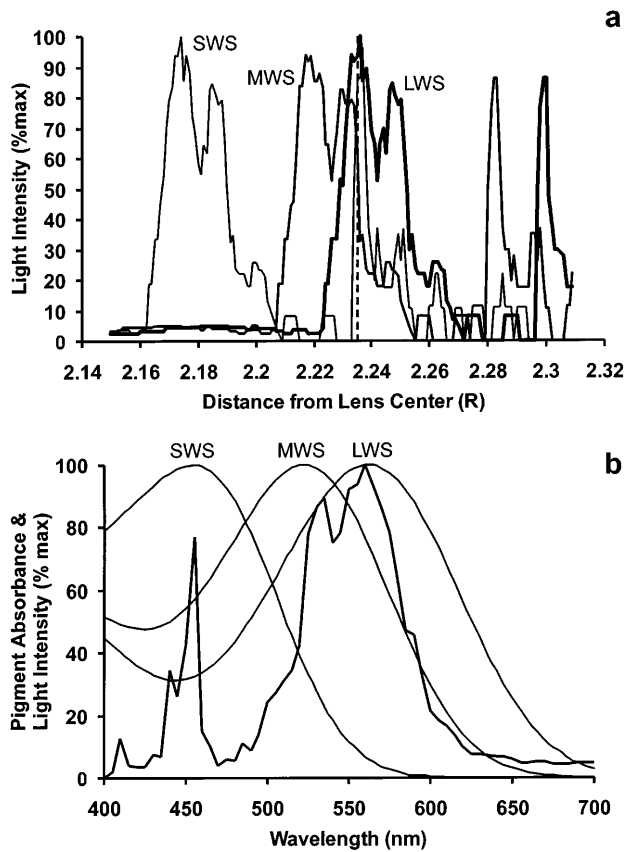 a
SWS
MWS
LWS
100
90
80
70
60
50
40
30
20
10
0
Light Intensity (%max)
2.14 2.16 2.18 2.2 2.22 2.24 2.26 2.28 2.3 2.32
Distance from Lens Center (R)
b
SWS MWS LWS
100
80
60
40
20
0
Pigment Absorbance &
Light Intensity (% max)
400 450 500 550 600 650 700
Wavelength (nm)